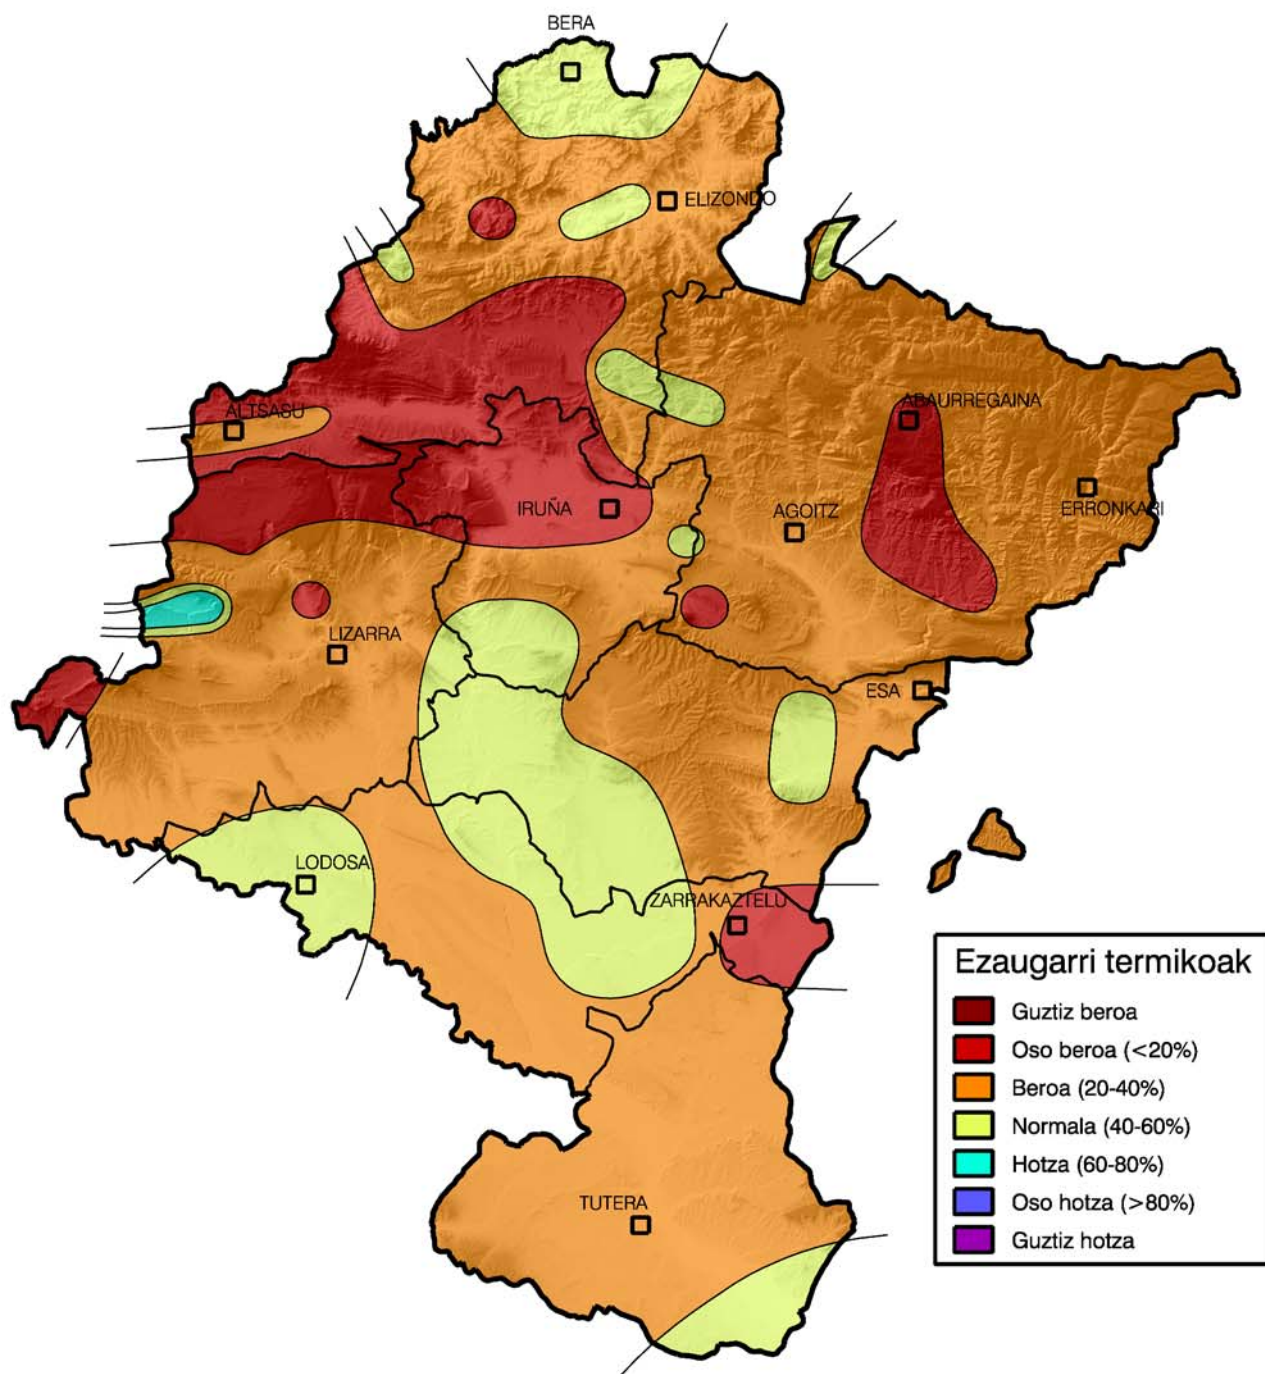 BERA
ELIZONDO
ALTSASU
ABAURREGAINA
IRUÑA
AGOITZ
ERRONKARI
LIZARRA
ESA
LODOSA
ZARRAKAZTELU
TUTERA
Ezaugarri termikoak
Guztiz beroa
Oso beroa (<20%)
Beroa (20-40%)
Normala (40-60%)
Hotza (60-80%)
Oso hotza (>80%)
Guztiz hotza